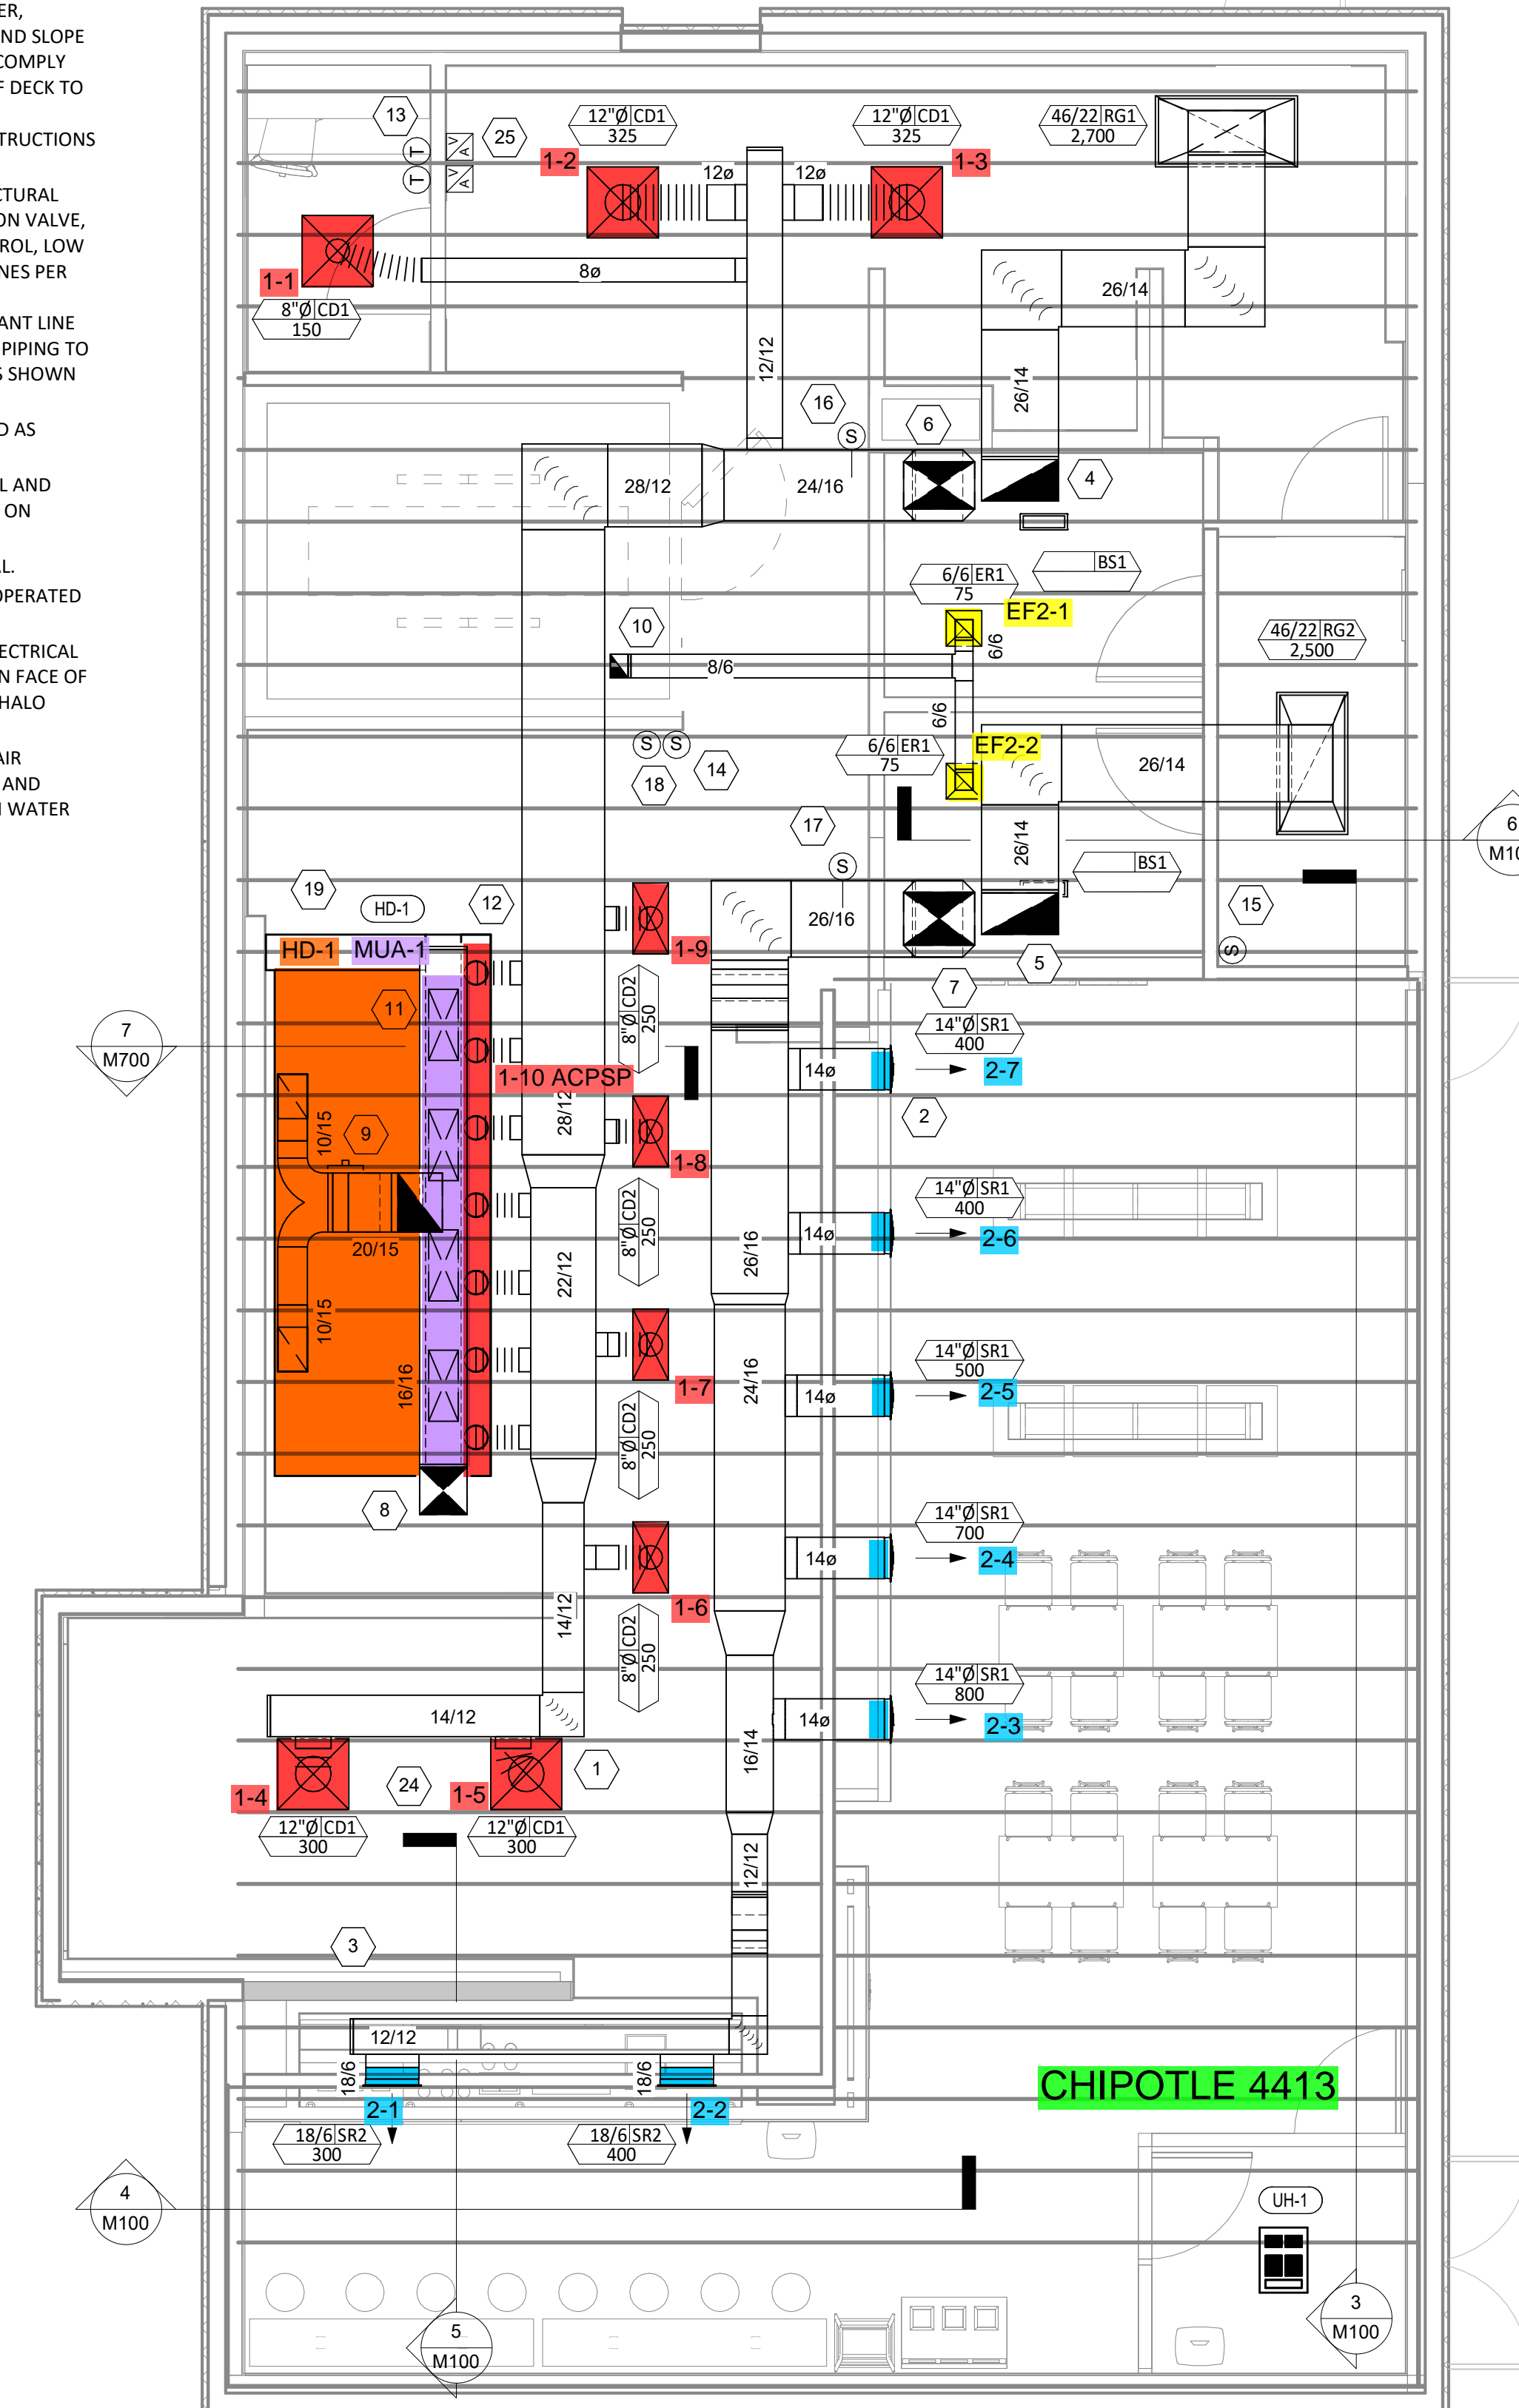 ER,
ND SLOPE
COMPLY
F DECK TO
TRUCTIONS
CTURAL
ON VALVE,
ROL, LOW
NES PER
ANT LINE
PIPING TO
S SHOWN
D AS
L AND
ON
AL.
OPERATED
ECTRICAL
N FACE OF
HALO
AIR
AND
N WATER
13
T
T
V
A
V
A
25
12"Ø CD1
325
12"Ø CD1
325
46/22 RG1
2,700
1-2
12ø
12ø
1-3
1-1
8ø
8"Ø CD1
150
26/14
26/14
12/12
16
S
6
28/12
24/16
4
6/6 ER1
75
BS1
EF2-1
10
8/6
6/6
46/22 RG2
2,500
6/6
S
S
18
14
6/6 ER1
75
EF2-2
26/14
26/14
17
S
6
M10
BS1
19
HD-1
12
26/16
15
S
HD-1
MUA-1
1-9
5
7
11
8"Ø CD2
250
14"Ø SR1
400
7
M700
1-10 ACPSP
14ø
2-7
28/12
2
10/15
9
1-8
14"Ø SR1
400
20/15
8"Ø CD2
250
14ø
2-6
22/12
26/16
10/15
16/16
14"Ø SR1
500
1-7
24/16
14ø
2-5
8"Ø CD2
250
8
14"Ø SR1
700
14ø
2-4
1-6
14/12
8"Ø CD2
250
14"Ø SR1
800
14/12
14ø
2-3
16/14
1-4
24
1-5
1
12"Ø CD1
300
12"Ø CD1
300
12/12
3
12/12
18/6
18/6
2-1
2-2
CHIPOTLE 4413
18/6 SR2
300
18/6 SR2
400
4
M100
UH-1
5
M100
3
M100